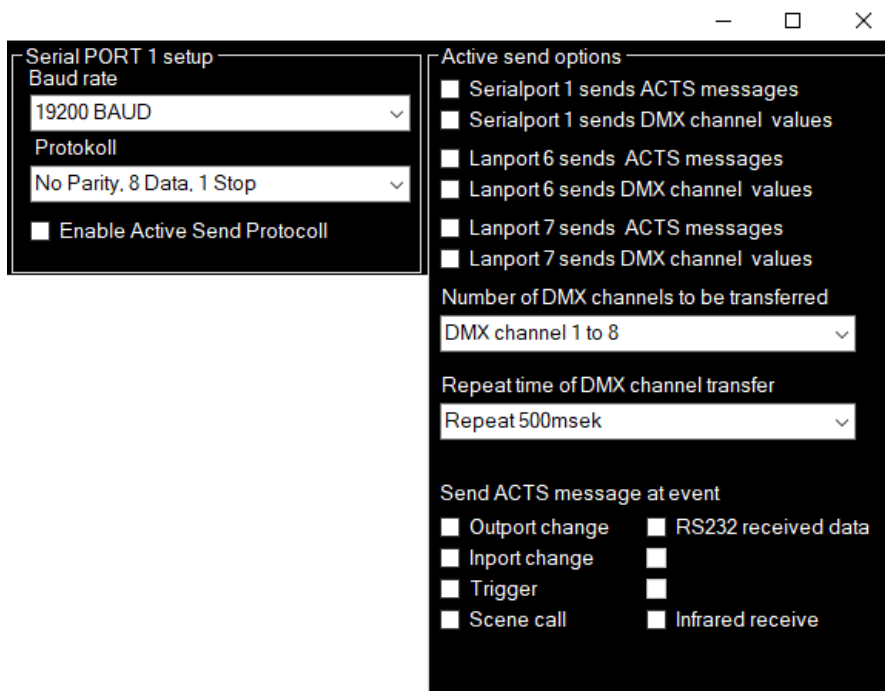 Serial PORT 1 setup
Baud rate
19200 BAUD
Protokoll
No Parity, 8 Data, 1 Stop
Enable Active Send Protocoll
Active send options
Serialport 1 sends ACTS messages
Serialport 1 sends DMX channel values
Lanport 6 sends ACTS messages
Lanport 6 sends DMX channel values
Lanport 7 sends ACTS messages
Lanport 7 sends DMX channel values
Number of DMX channels to be transferred
DMX channel 1 to 8
Repeat time of DMX channel transfer
Repeat 500msek
Send ACTS message at event
Outport change RS232 received data
Inport change
Trigger
Scene call Infrared receive